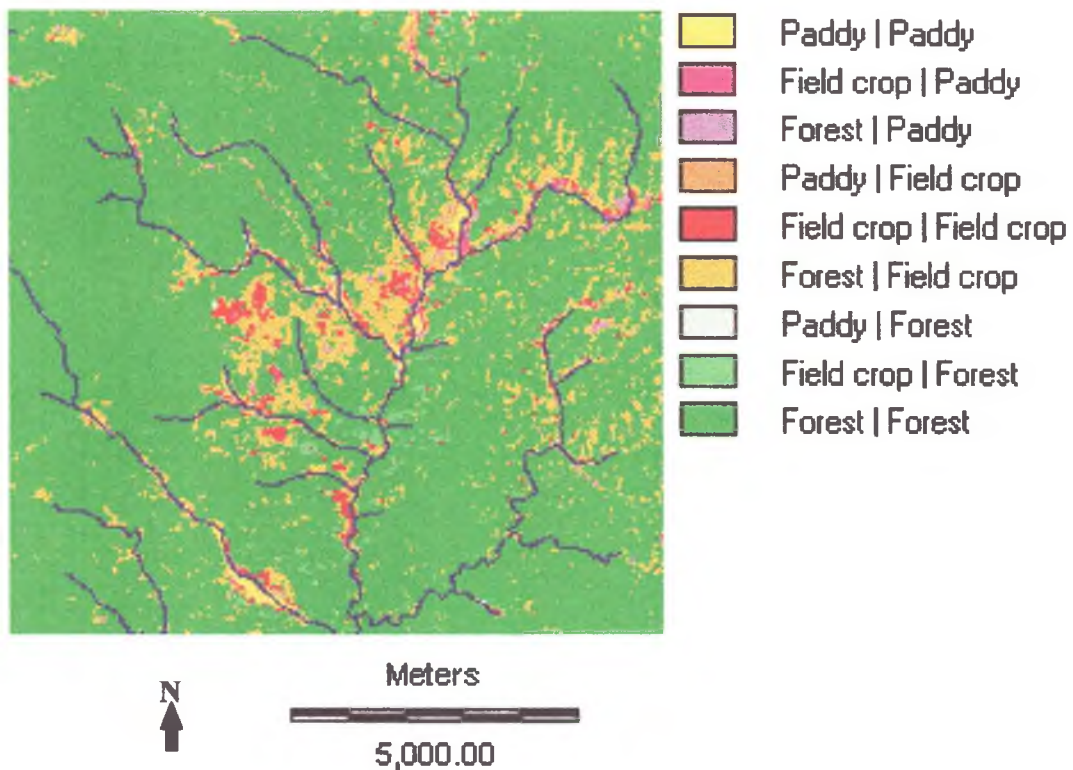 Paddy | Paddy
Field crop | Paddy
Forest | Paddy
Paddy | Field crop
Field crop | Field crop
Forest | Field crop
Paddy | Forest
Field crop | Forest
Forest | Forest
N
Meters
5,000.00